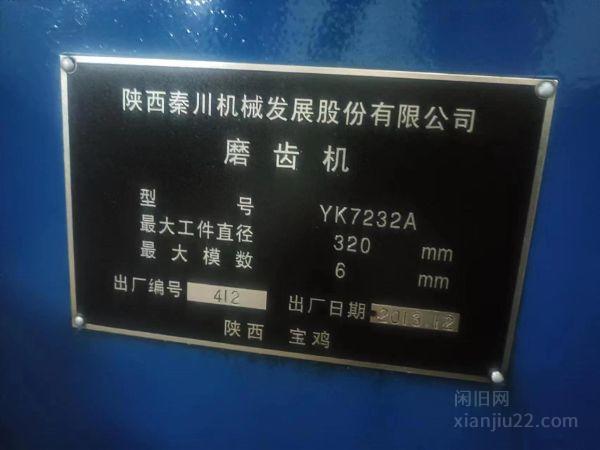 陕西秦川机械发展股份有限公司
磨齿机
型号 YK7232A
最大工件直径 320 mm
最大模数 6 mm
出厂编号 412 出厂日期 2013.12
陕西 宝鸡
闲旧网
xianjiu22.com